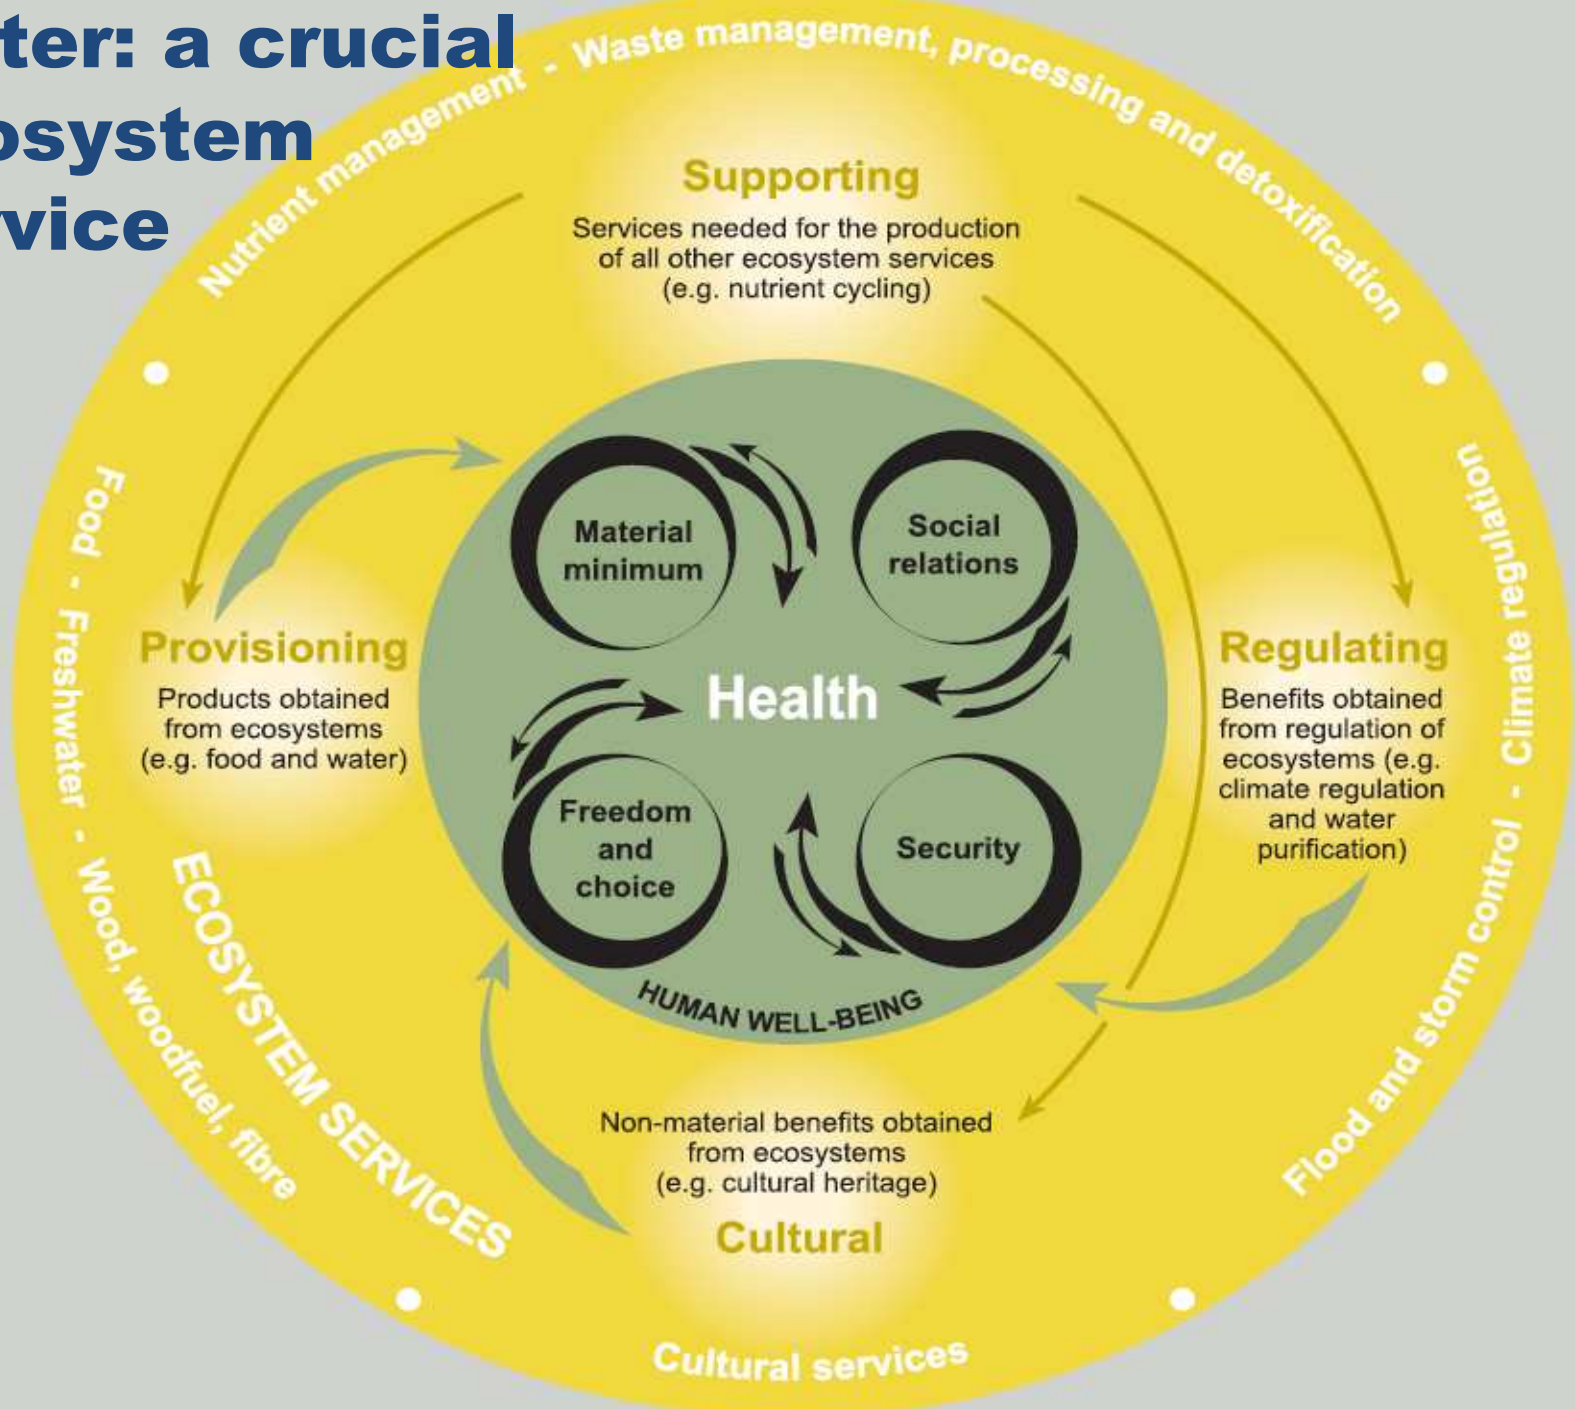 ter: a crucial
osystem
rvice
Nutrient management - Waste management, processing and detoxification
Supporting
Services needed for the production
of all other ecosystem services
(e.g. nutrient cycling)
Food - Freshwater - Wood, woodfuel, fibre
Provisioning
Products obtained
from ecosystems
(e.g. food and water)
Material
minimum
Social
relations
Health
Freedom
and
choice
Security
HUMAN WELL-BEING
Regulating
Benefits obtained
from regulation of
ecosystems (e.g.
climate regulation
and water
purification)
Flood and storm control - Climate regulation
ECOSYSTEM SERVICES
Non-material benefits obtained
from ecosystems
(e.g. cultural heritage)
Cultural
Cultural services